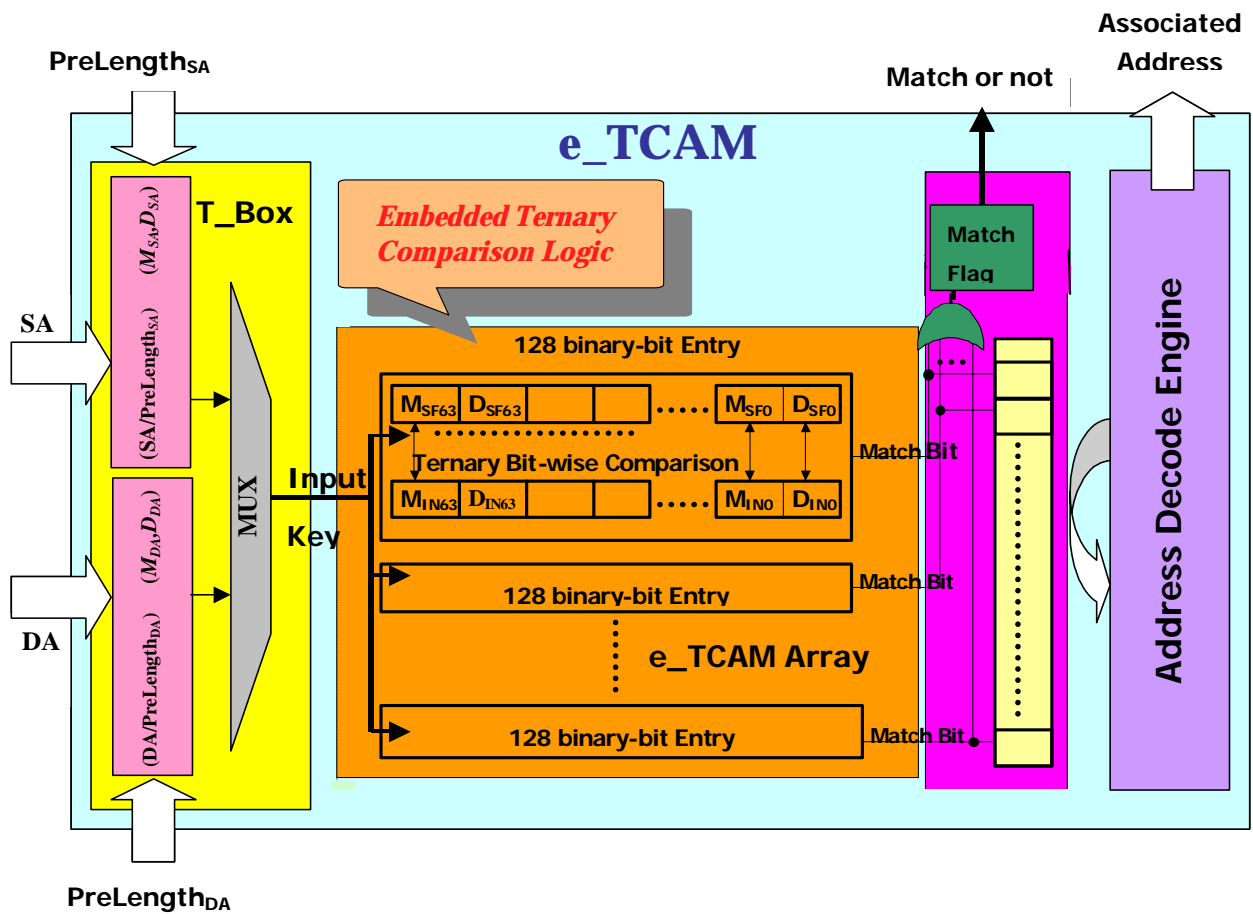 Associated
Address
PreLength_SA
Match or not
e_TCAM
T_Box
(SA/PreLength_SA) (M_SA,D_SA)
Embedded Ternary
Comparison Logic
Match
Flag
SA
128 binary-bit Entry
M_SF63 D_SF63 ..... M_SF0 D_SF0
Ternary Bit-wise Comparison
Match Bit
M_IN63 D_IN63 ..... M_IN0 D_IN0
Input
Key
MUX
(DA/PreLength_DA) (M_DA,D_DA)
DA
128 binary-bit Entry
Match Bit
e_TCAM Array
128 binary-bit Entry
Match Bit
Address Decode Engine
PreLength_DA